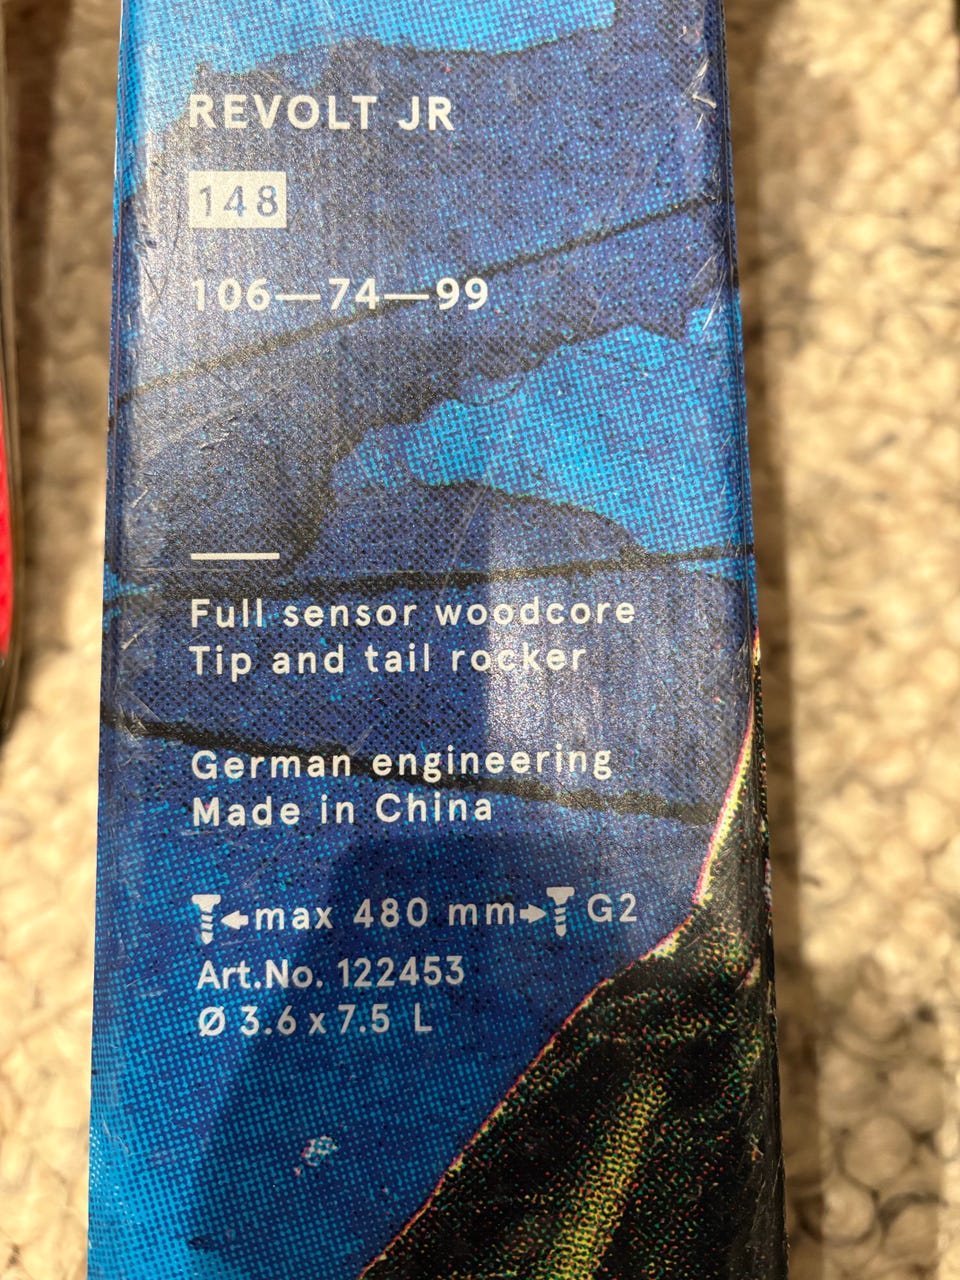 REVOLT JR
148
106—74—99
Full sensor woodcore
Tip and tail rocker
German engineering
Made in China
max 480 mm G2
Art.No. 122453
Ø 3.6 x 7.5 L